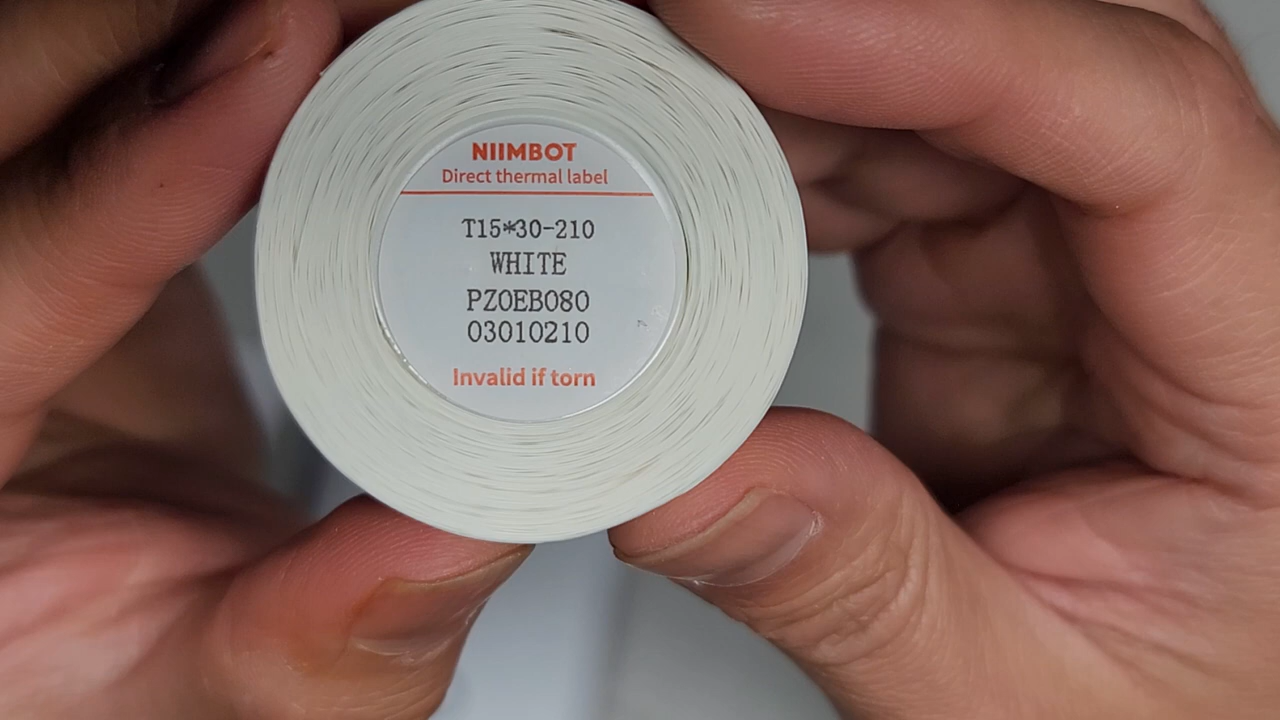 NIIMBOT
Direct thermal label
T15*30-210
WHITE
PZ0EB080
03010210
Invalid if torn